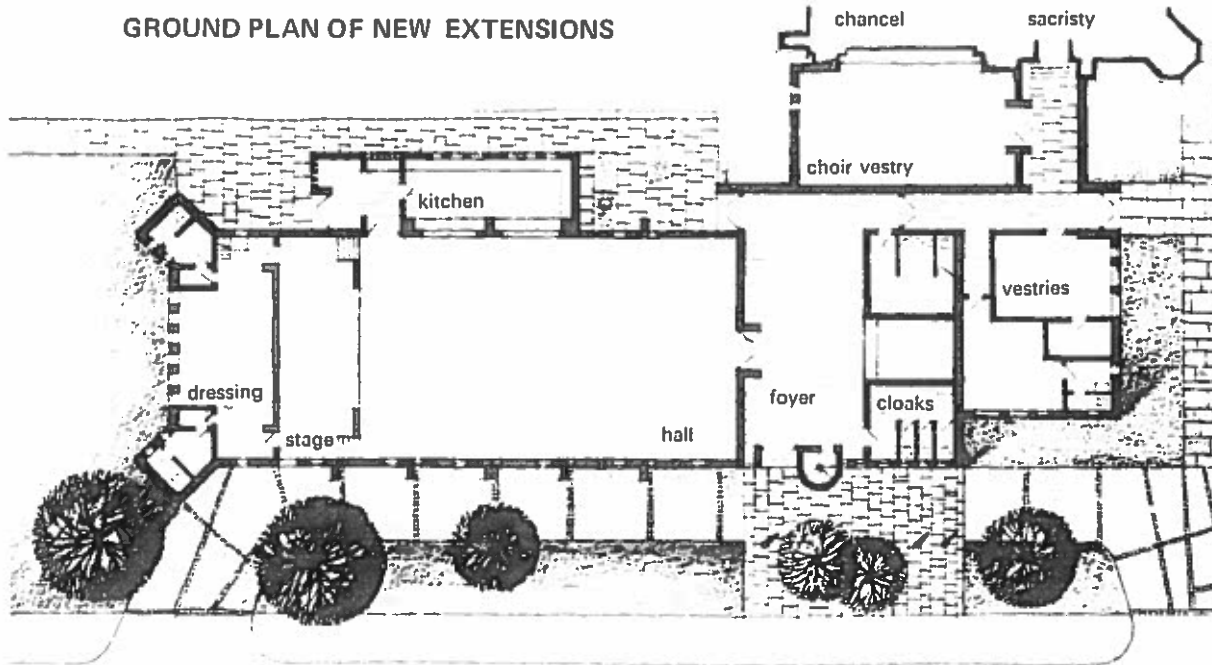 GROUND PLAN OF NEW EXTENSIONS
chancel
sacristy
choir vestry
kitchen
vestries
dressing
foyer
cloaks
stage
hall